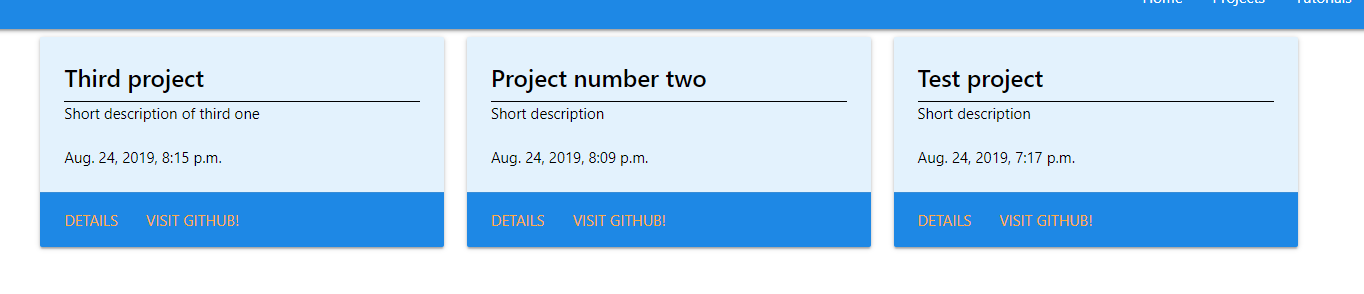 Home Projects Tutorials
Third project
Short description of third one
Aug. 24, 2019, 8:15 p.m.
DETAILS VISIT GITHUB!
Project number two
Short description
Aug. 24, 2019, 8:09 p.m.
DETAILS VISIT GITHUB!
Test project
Short description
Aug. 24, 2019, 7:17 p.m.
DETAILS VISIT GITHUB!